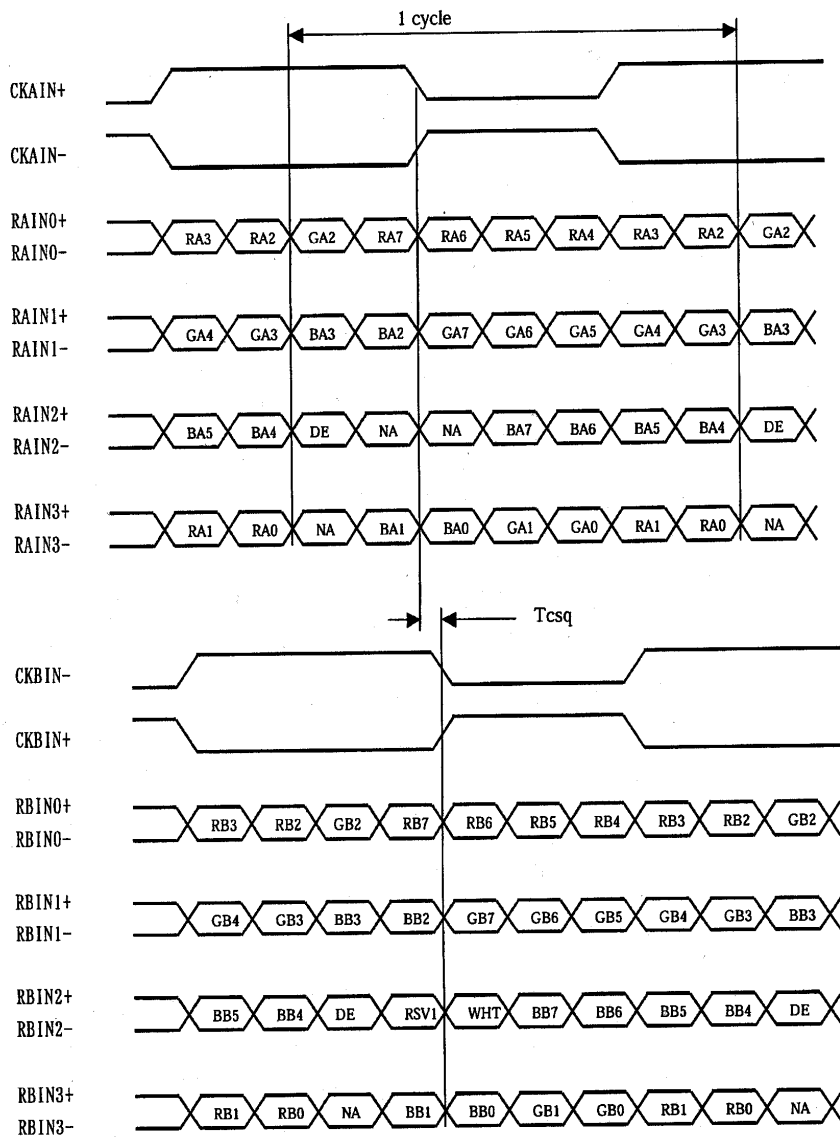 1 cycle
CKAIN+
CKAIN-
RAIN0+
RA3 RA2 GA2 RA7 RA6 RA5 RA4 RA3 RA2 GA2
RAIN0-
RAIN1+
GA4 GA3 BA3 BA2 GA7 GA6 GA5 GA4 GA3 BA3
RAIN1-
RAIN2+
BA5 BA4 DE NA NA BA7 BA6 BA5 BA4 DE
RAIN2-
RAIN3+
RA1 RA0 NA BA1 BA0 GA1 GA0 RA1 RA0 NA
RAIN3-
Tcsq
CKBIN-
CKBIN+
RBIN0+
RB3 RB2 GB2 RB7 RB6 RB5 RB4 RB3 RB2 GB2
RBIN0-
RBIN1+
GB4 GB3 BB3 BB2 GB7 GB6 GB5 GB4 GB3 BB3
RBIN1-
RBIN2+
BB5 BB4 DE RSV1 WHT BB7 BB6 BB5 BB4 DE
RBIN2-
RBIN3+
RB1 RB0 NA BB1 BB0 GB1 GB0 RB1 RB0 NA
RBIN3-